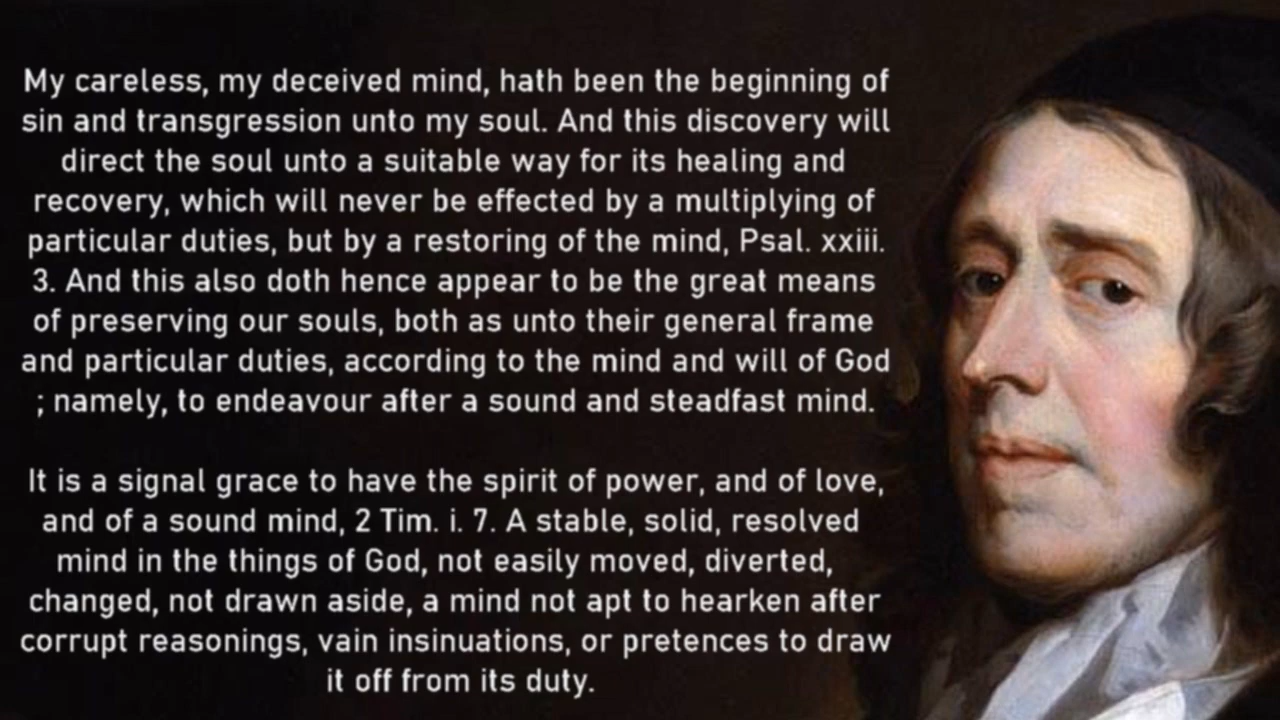 My careless, my deceived mind, hath been the beginning of
sin and transgression unto my soul. And this discovery will
direct the soul unto a suitable way for its healing and
recovery, which will never be effected by a multiplying of
particular duties, but by a restoring of the mind, Psal. xxiii.
3. And this also doth hence appear to be the great means
of preserving our souls, both as unto their general frame
and particular duties, according to the mind and will of God
; namely, to endeavour after a sound and steadfast mind.
It is a signal grace to have the spirit of power, and of love,
and of a sound mind, 2 Tim. i. 7. A stable, solid, resolved
mind in the things of God, not easily moved, diverted,
changed, not drawn aside, a mind not apt to hearken after
corrupt reasonings, vain insinuations, or pretences to draw
it off from its duty.